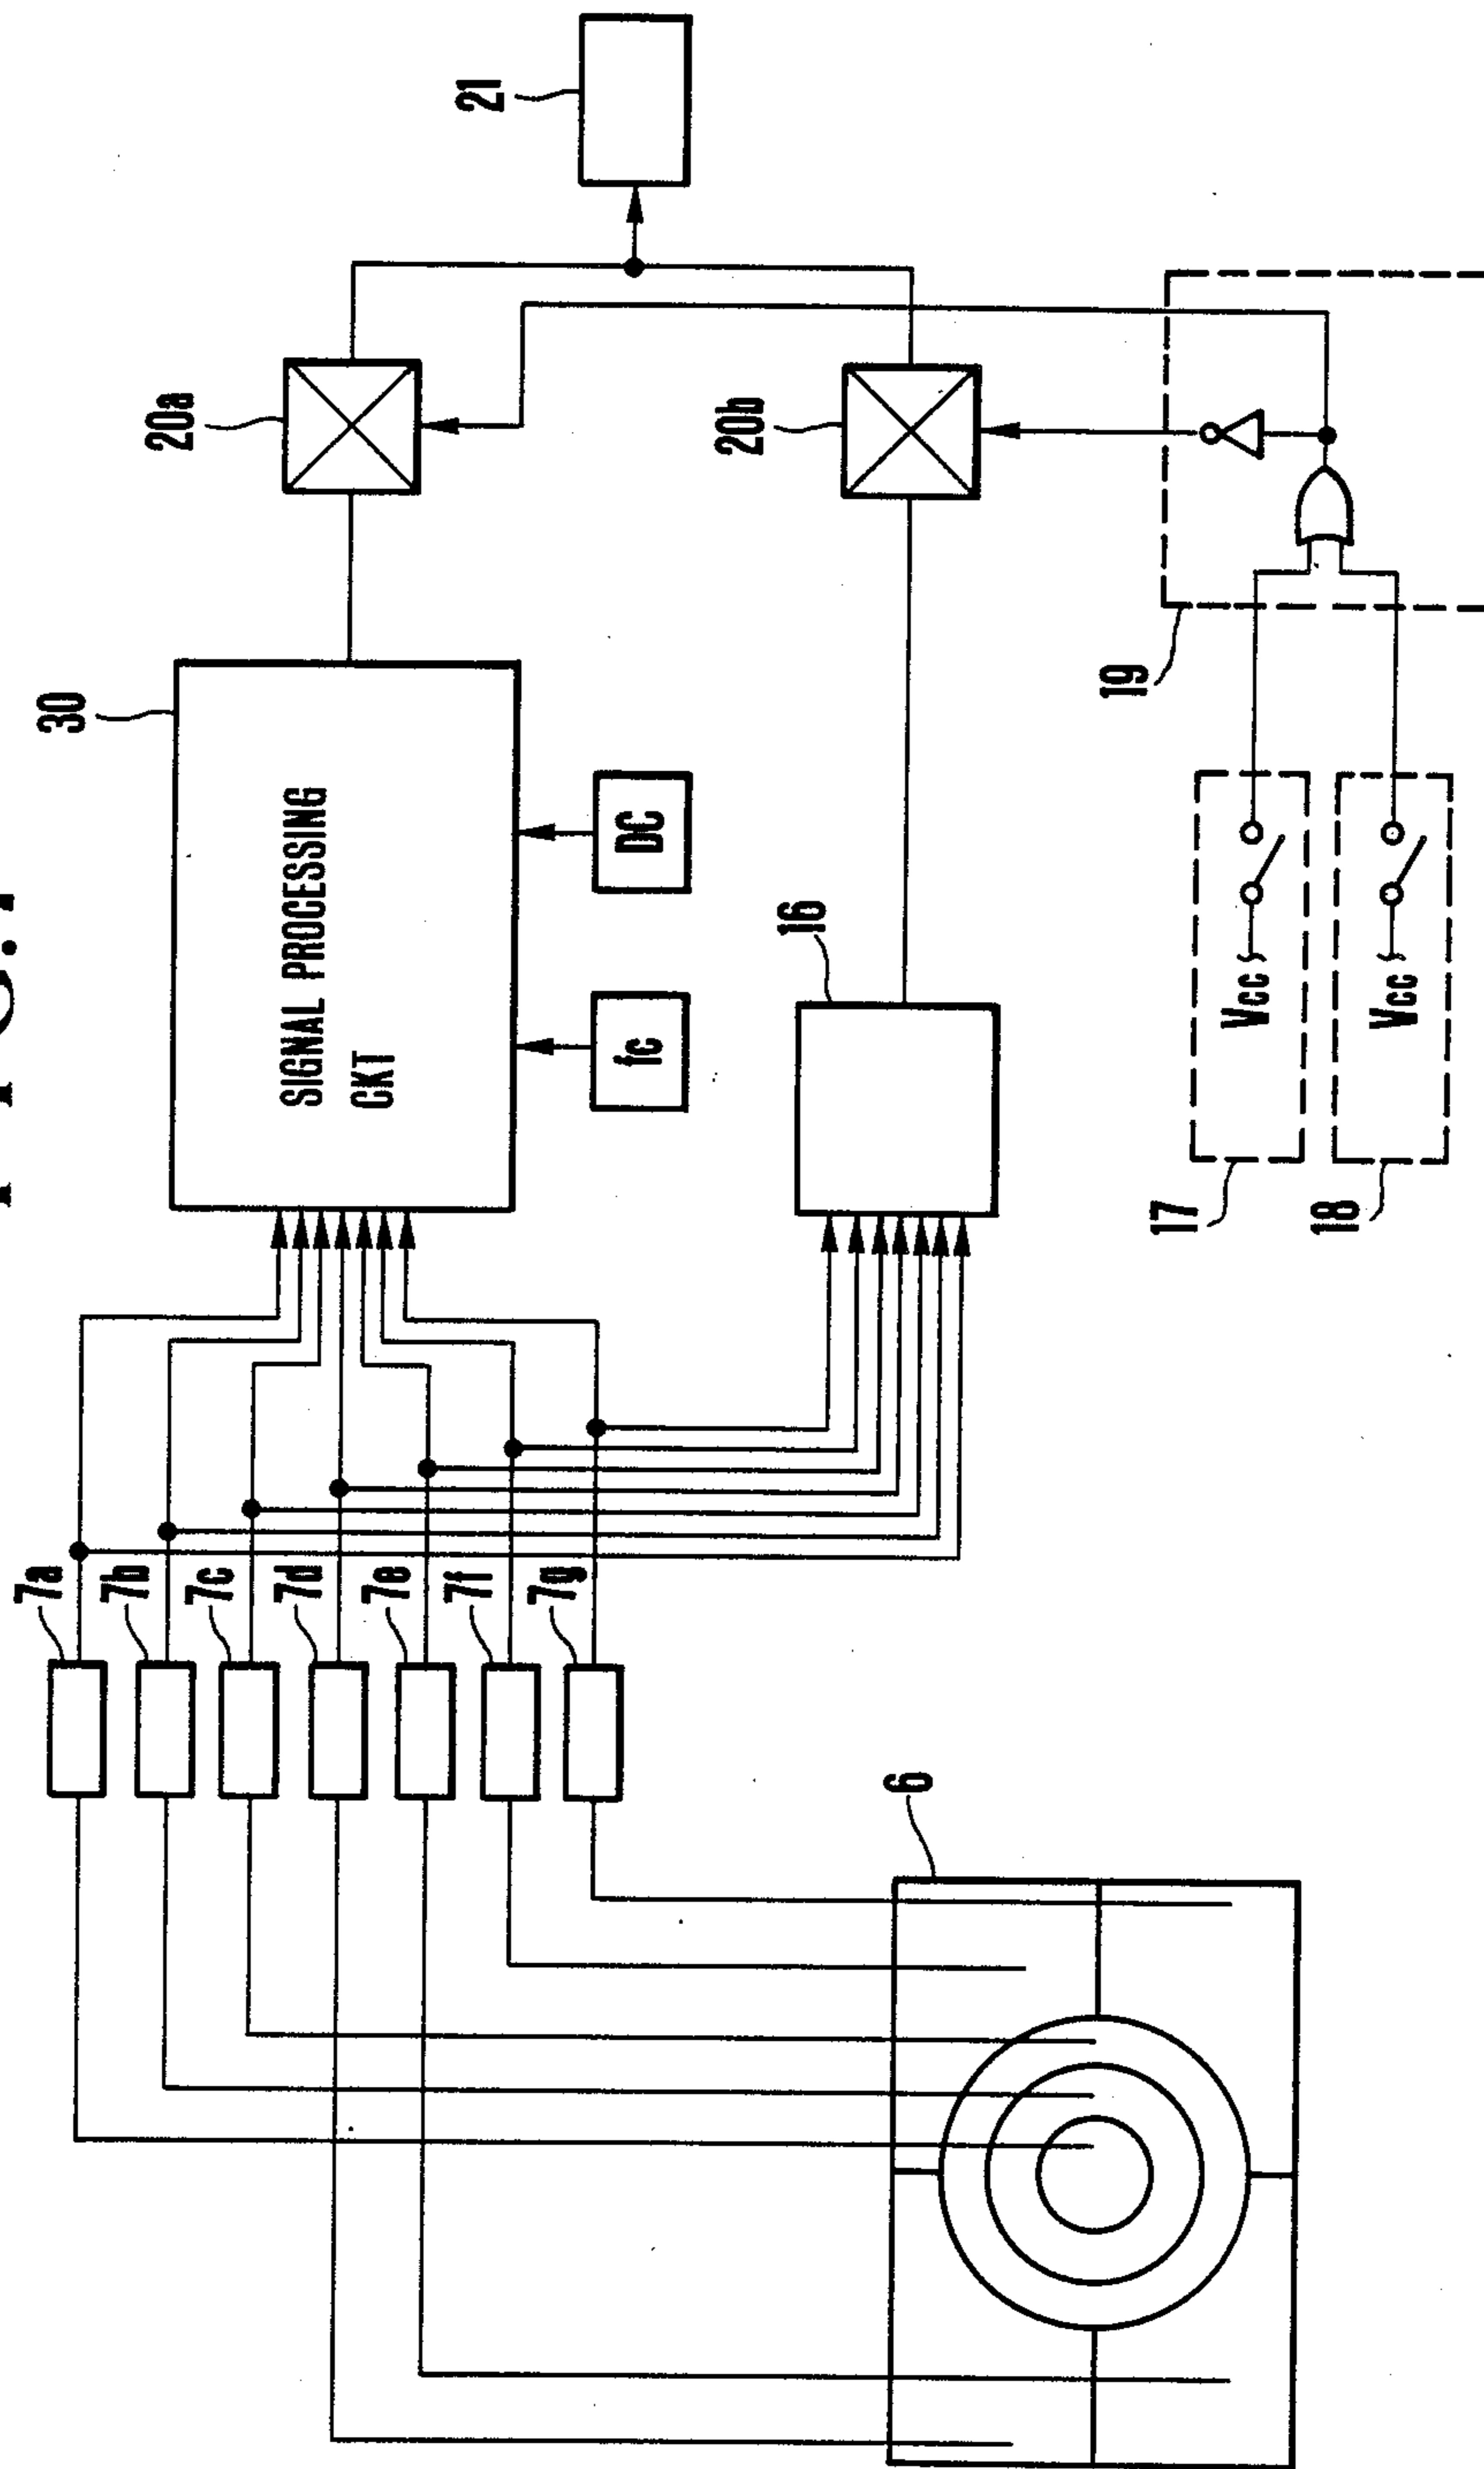 7a
7b
7c
7d
7e
7f
7g
6
30
SIGNAL PROCESSING
CKT
fc
DC
16
20a
20b
21
19
17
Vcc
18
Vcc